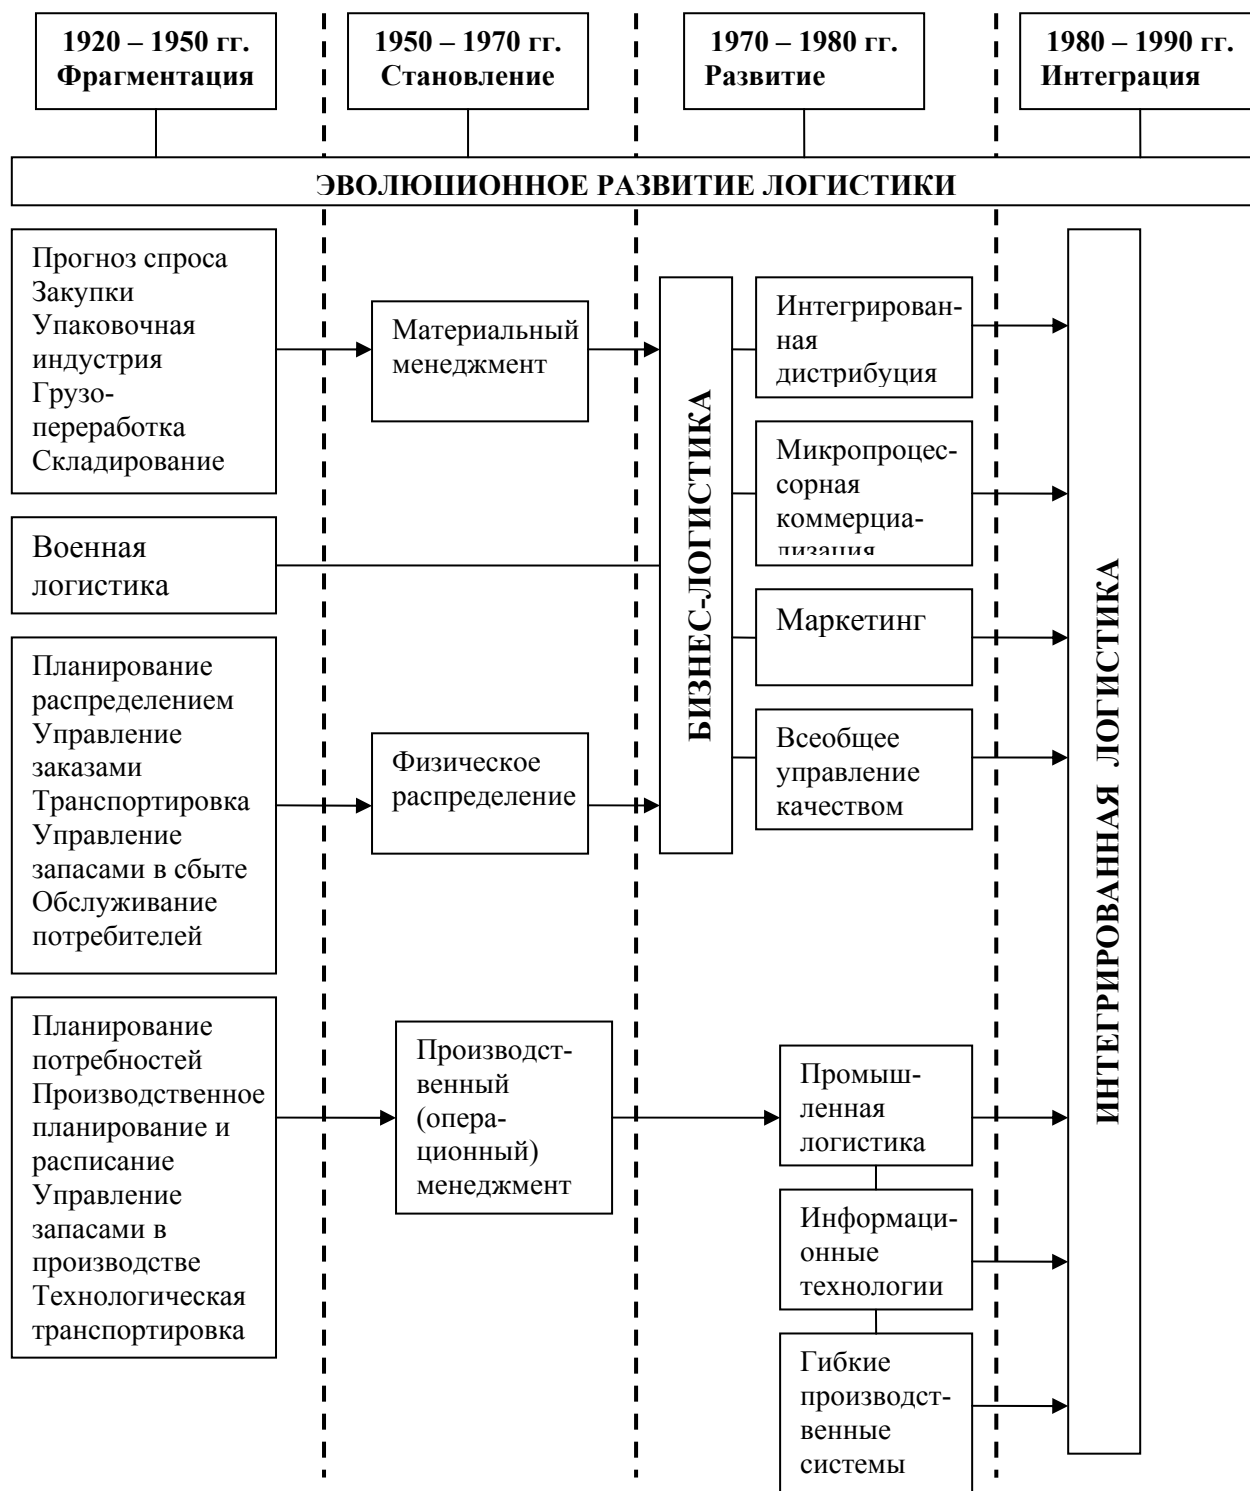 1920 – 1950 гг.
Фрагментация
1950 – 1970 гг.
Становление
1970 – 1980 гг.
Развитие
1980 – 1990 гг.
Интеграция
ЭВОЛЮЦИОННОЕ РАЗВИТИЕ ЛОГИСТИКИ
Прогноз спроса
Закупки
Упаковочная
индустрия
Грузо-
переработка
Складирование
Материальный
менеджмент
Военная
логистика
Планирование
распределением
Управление
заказами
Транспортировка
Управление
запасами в сбыте
Обслуживание
потребителей
Физическое
распределение
БИЗНЕС-ЛОГИСТИКА
Интегрирован-
ная
дистрибуция
Микропроцес-
сорная
коммерциа-
лизация
Маркетинг
Всеобщее
управление
качеством
Планирование
потребностей
Производственное
планирование и
расписание
Управление
запасами в
производстве
Технологическая
транспортировка
Производст-
венный
(опера-
ционный)
менеджмент
Промыш-
ленная
логистика
Информаци-
онные
технологии
Гибкие
производст-
венные
системы
ИНТЕГРИРОВАННАЯ ЛОГИСТИКА